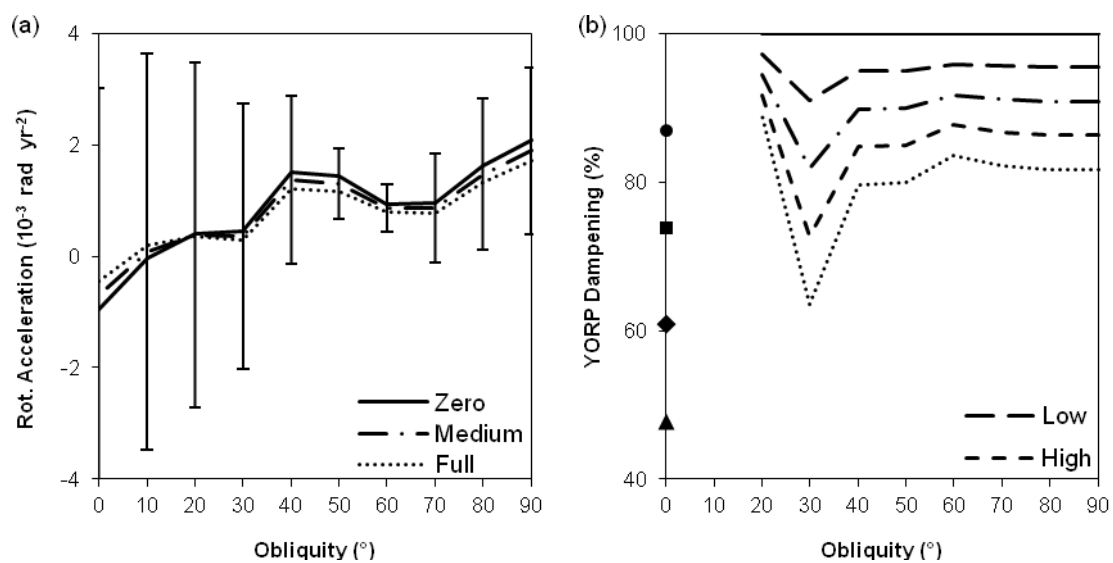 (a)
4
2
0
-2
-4
Rot. Acceleration (10⁻³ rad yr⁻²)
Zero
Medium
Full
0 10 20 30 40 50 60 70 80 90
Obliquity (°)
(b)
100
80
60
40
YORP Dampening (%)
Low
High
0 10 20 30 40 50 60 70 80 90
Obliquity (°)